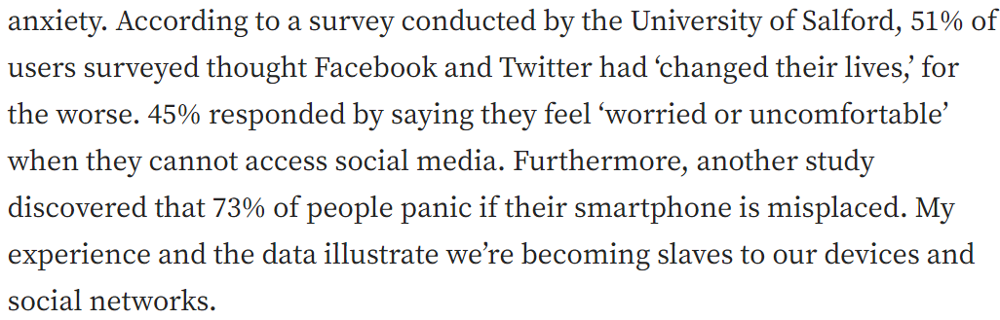 anxiety. According to a survey conducted by the University of Salford, 51% of
users surveyed thought Facebook and Twitter had ‘changed their lives,’ for
the worse. 45% responded by saying they feel ‘worried or uncomfortable’
when they cannot access social media. Furthermore, another study
discovered that 73% of people panic if their smartphone is misplaced. My
experience and the data illustrate we’re becoming slaves to our devices and
social networks.